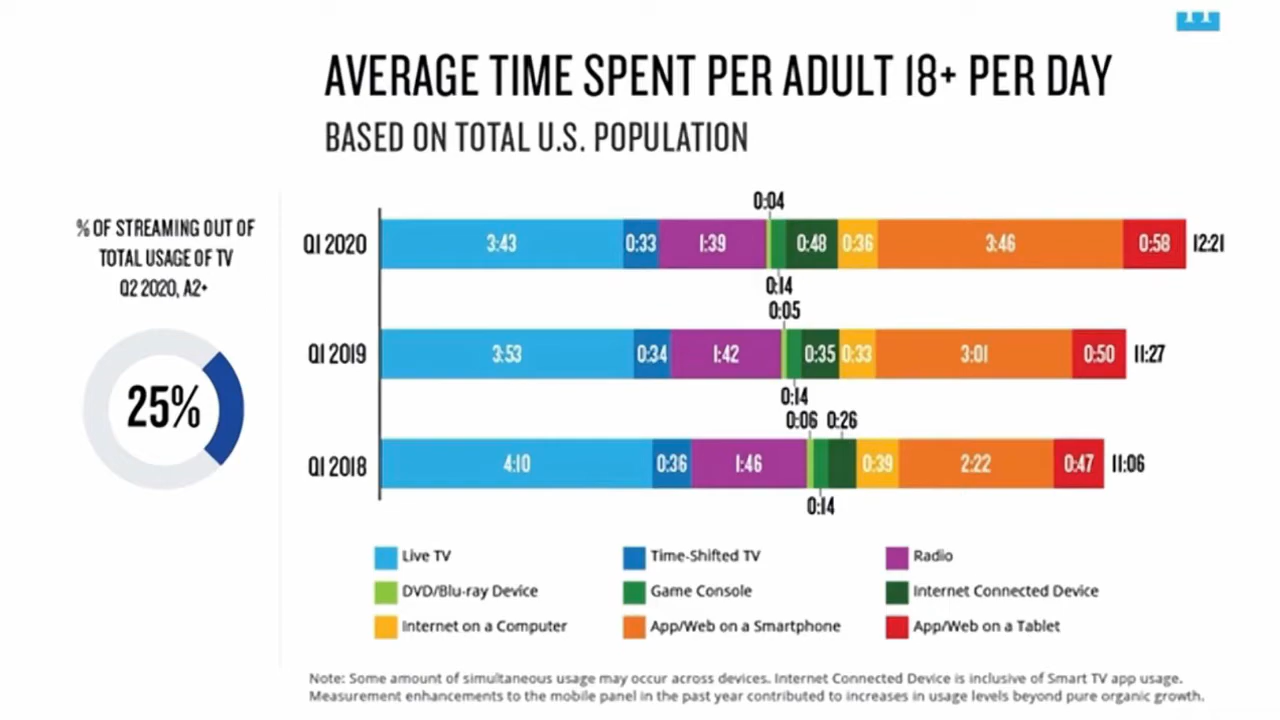 AVERAGE TIME SPENT PER ADULT 18+ PER DAY
BASED ON TOTAL U.S. POPULATION
% OF STREAMING OUT OF
TOTAL USAGE OF TV
Q2 2020, A2+
25%
0:04
Q1 2020 3:43 0:33 1:39 0:48 0:36 3:46 0:58 12:21
0:14
0:05
Q1 2019 3:53 0:34 1:42 0:35 0:33 3:01 0:50 11:27
0:14
0:06 0:26
Q1 2018 4:10 0:36 1:46 0:39 2:22 0:47 11:06
0:14
Live TV Time-Shifted TV Radio
DVD/Blu-ray Device Game Console Internet Connected Device
Internet on a Computer App/Web on a Smartphone App/Web on a Tablet
Note: Some amount of simultaneous usage may occur across devices. Internet Connected Device is inclusive of Smart TV app usage.
Measurement enhancements to the mobile panel in the past year contributed to increases in usage levels beyond pure organic growth.